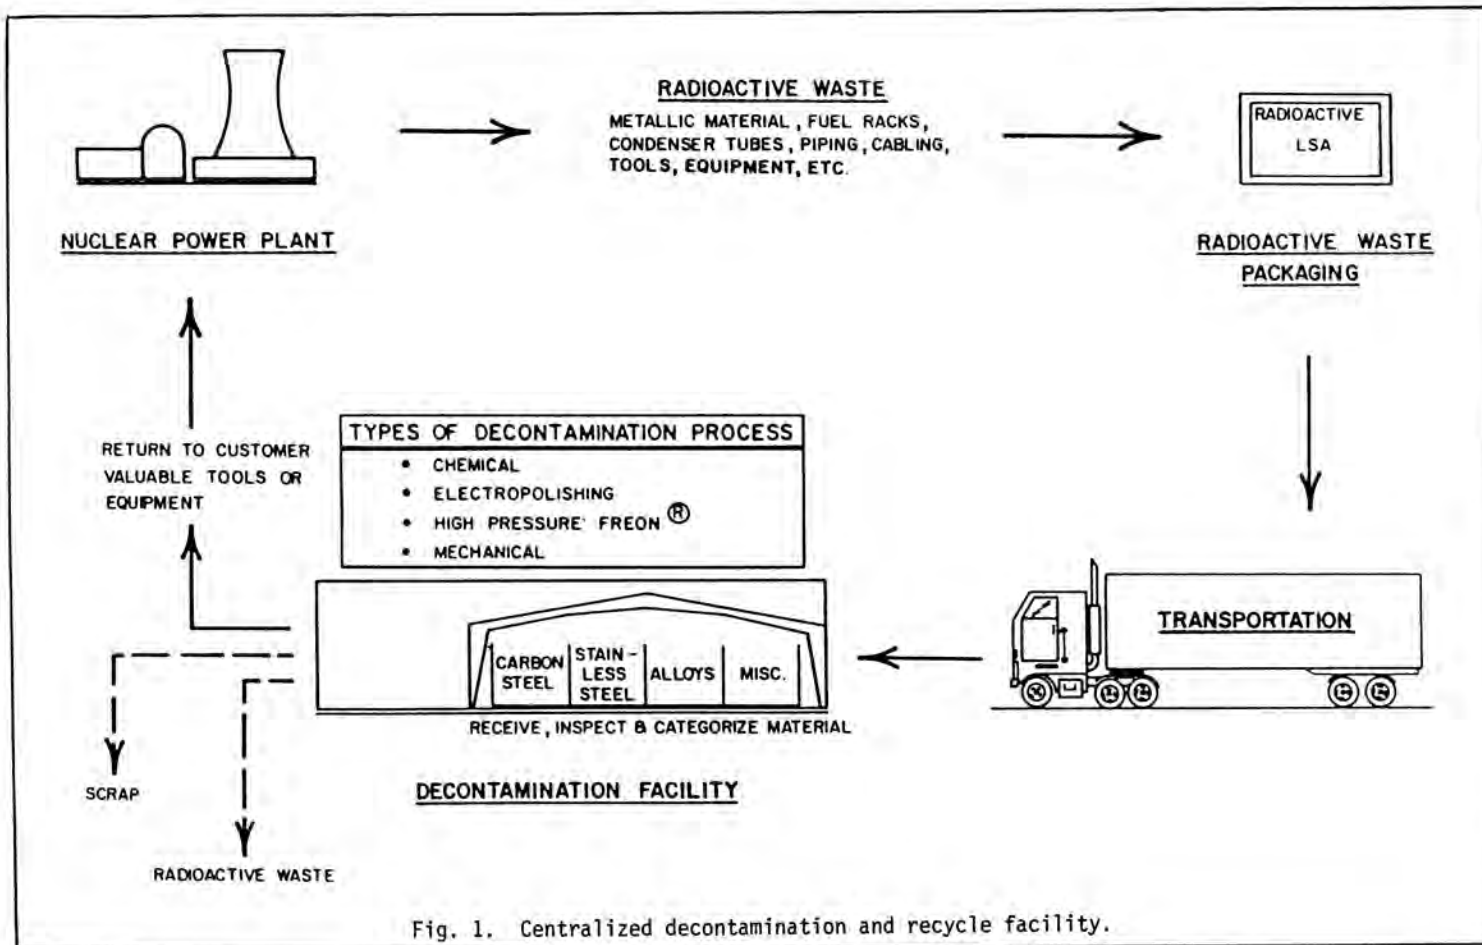 RADIOACTIVE WASTE
METALLIC MATERIAL, FUEL RACKS,
CONDENSER TUBES, PIPING, CABLING,
TOOLS, EQUIPMENT, ETC.
RADIOACTIVE
LSA
NUCLEAR POWER PLANT
RADIOACTIVE WASTE
PACKAGING
RETURN TO CUSTOMER
VALUABLE TOOLS OR
EQUIPMENT
TYPES OF DECONTAMINATION PROCESS
• CHEMICAL
• ELECTROPOLISHING
• HIGH PRESSURE FREON ®
• MECHANICAL
TRANSPORTATION
CARBON
STEEL
STAIN-
LESS
STEEL
ALLOYS
MISC.
RECEIVE, INSPECT & CATEGORIZE MATERIAL
DECONTAMINATION FACILITY
SCRAP
RADIOACTIVE WASTE
Fig. 1. Centralized decontamination and recycle facility.